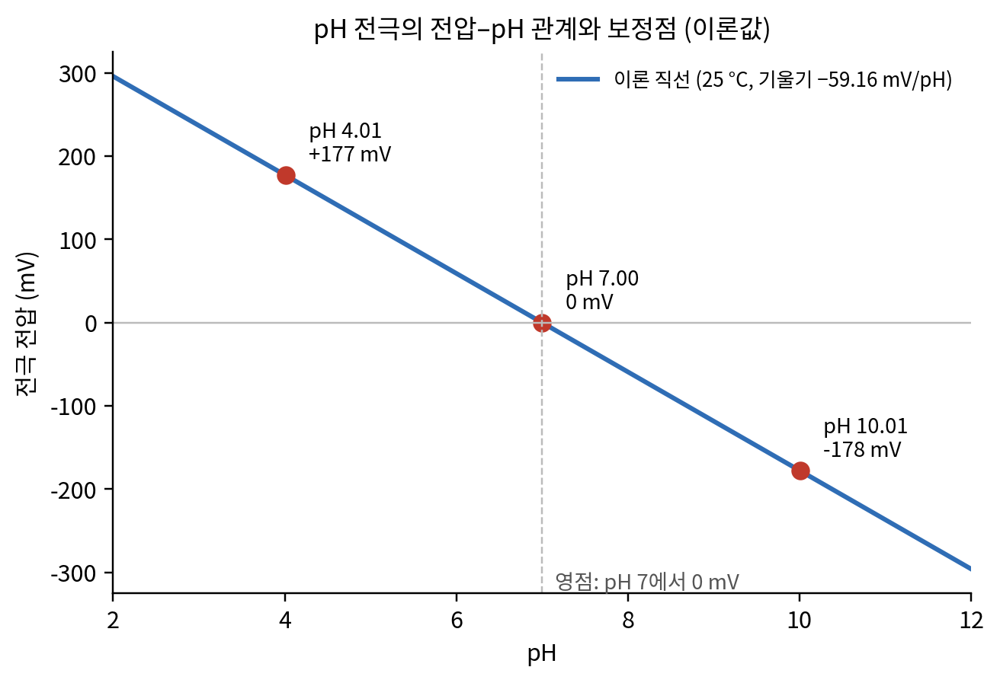 pH 전극의 전압–pH 관계와 보정점 (이론값)
이론 직선 (25 °C, 기울기 −59.16 mV/pH)
전극 전압 (mV)
300
200
100
0
-100
-200
-300
pH 4.01
+177 mV
pH 7.00
0 mV
pH 10.01
-178 mV
영점: pH 7에서 0 mV
2
4
6
8
10
12
pH